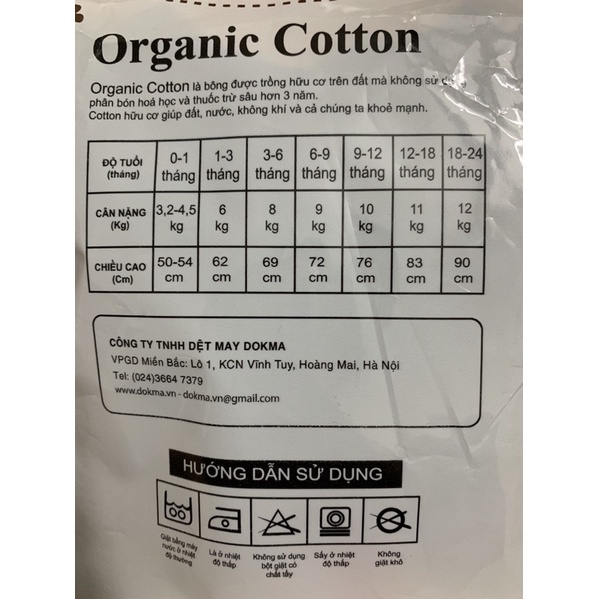 Organic Cotton
Organic Cotton là bông được trồng hữu cơ trên đất mà không sử dụng
phân bón hoá học và thuốc trừ sâu hơn 3 năm.
Cotton hữu cơ giúp đất, nước, không khí và cả chúng ta khoẻ mạnh.
ĐỘ TUỔI (tháng) 0-1 tháng 1-3 tháng 3-6 tháng 6-9 tháng 9-12 tháng 12-18 tháng 18-24 tháng
CÂN NẶNG (Kg) 3,2-4,5 kg 6 kg 8 kg 9 kg 10 kg 11 kg 12 kg
CHIỀU CAO (Cm) 50-54 cm 62 cm 69 cm 72 cm 76 cm 83 cm 90 cm
CÔNG TY TNHH DỆT MAY DOKMA
VPGD Miền Bắc: Lô 1, KCN Vĩnh Tuy, Hoàng Mai, Hà Nội
Tel: (024)3664 7379
www.dokma.vn - dokma.vn@gmail.com
HƯỚNG DẪN SỬ DỤNG
Giặt bằng máy nước ở nhiệt độ thường
Là ở nhiệt độ thấp
Không sử dụng bột giặt có chất tẩy
Sấy ở nhiệt độ thấp
Không giặt khô